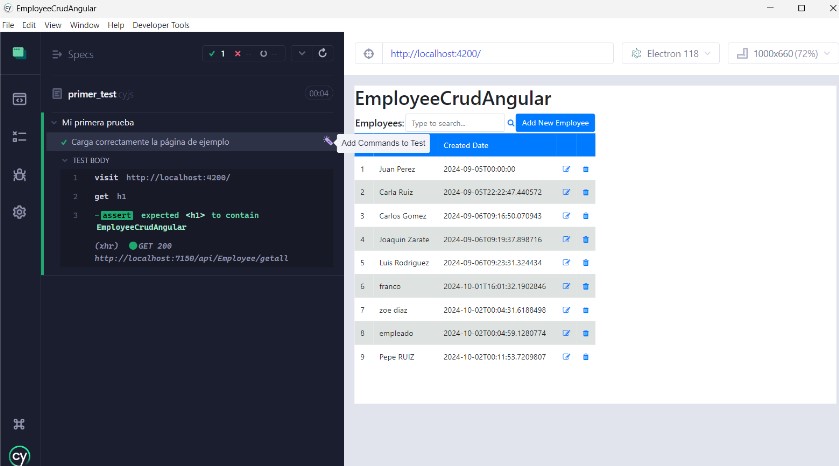 EmployeeCrudAngular
File Edit View Window Help Developer Tools
Specs
1
primer_test.cy.js
00:04
Mi primera prueba
Carga correctamente la página de ejemplo
Add Commands to Test
TEST BODY
1 visit http://localhost:4200/
2 get h1
3 -assert expected <h1> to contain
EmployeeCrudAngular
(xhr) GET 200
http://localhost:7150/api/Employee/getall
cy
http://localhost:4200/
Electron 118
1000x660 (72%)
EmployeeCrudAngular
Employees: Type to search... Add New Employee
Created Date
1 Juan Perez 2024-09-05T00:00:00
2 Carla Ruiz 2024-09-05T22:22:47.440572
3 Carlos Gomez 2024-09-06T09:16:50.070943
4 Joaquin Zarate 2024-09-06T09:19:37.898716
5 Luis Rodriguez 2024-09-06T09:23:31.324434
6 franco 2024-10-01T16:01:32.1902846
7 zoe diaz 2024-10-02T00:04:31.6188498
8 empleado 2024-10-02T00:04:59.1280774
9 Pepe RUIZ 2024-10-02T00:11:53.7209807